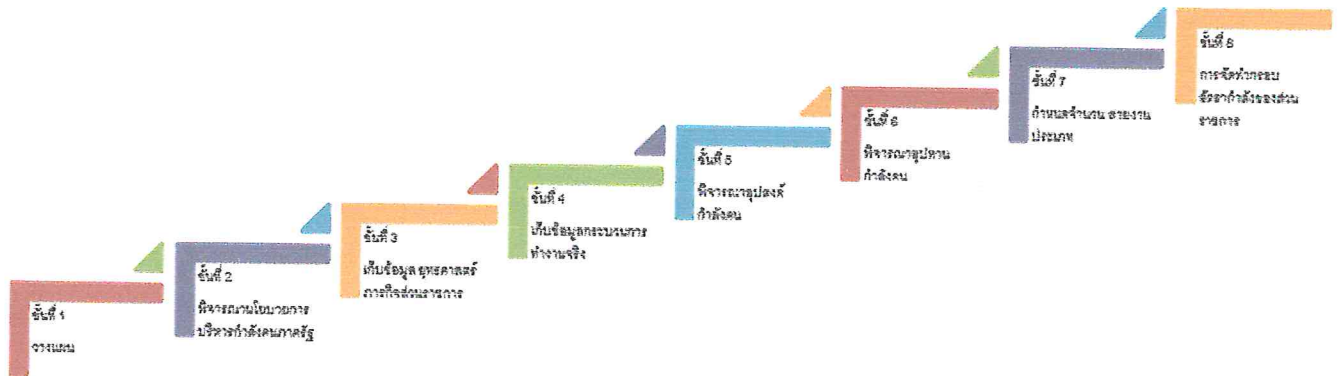 ขั้นที่ 1
วางแผน
ขั้นที่ 2
พิจารณานโยบายการ
บริหารกำลังคนภาครัฐ
ขั้นที่ 3
เก็บข้อมูล ยุทธศาสตร์
ภารกิจส่วนราชการ
ขั้นที่ 4
เก็บข้อมูลกระบวนการ
ทำงานจริง
ขั้นที่ 5
พิจารณาอุปสงค์
กำลังคน
ขั้นที่ 6
พิจารณาอุปทาน
กำลังคน
ขั้นที่ 7
กำหนดจำนวน สายงาน
ประเภท
ขั้นที่ 8
การจัดทำกรอบ
อัตรากำลังของส่วน
ราชการ